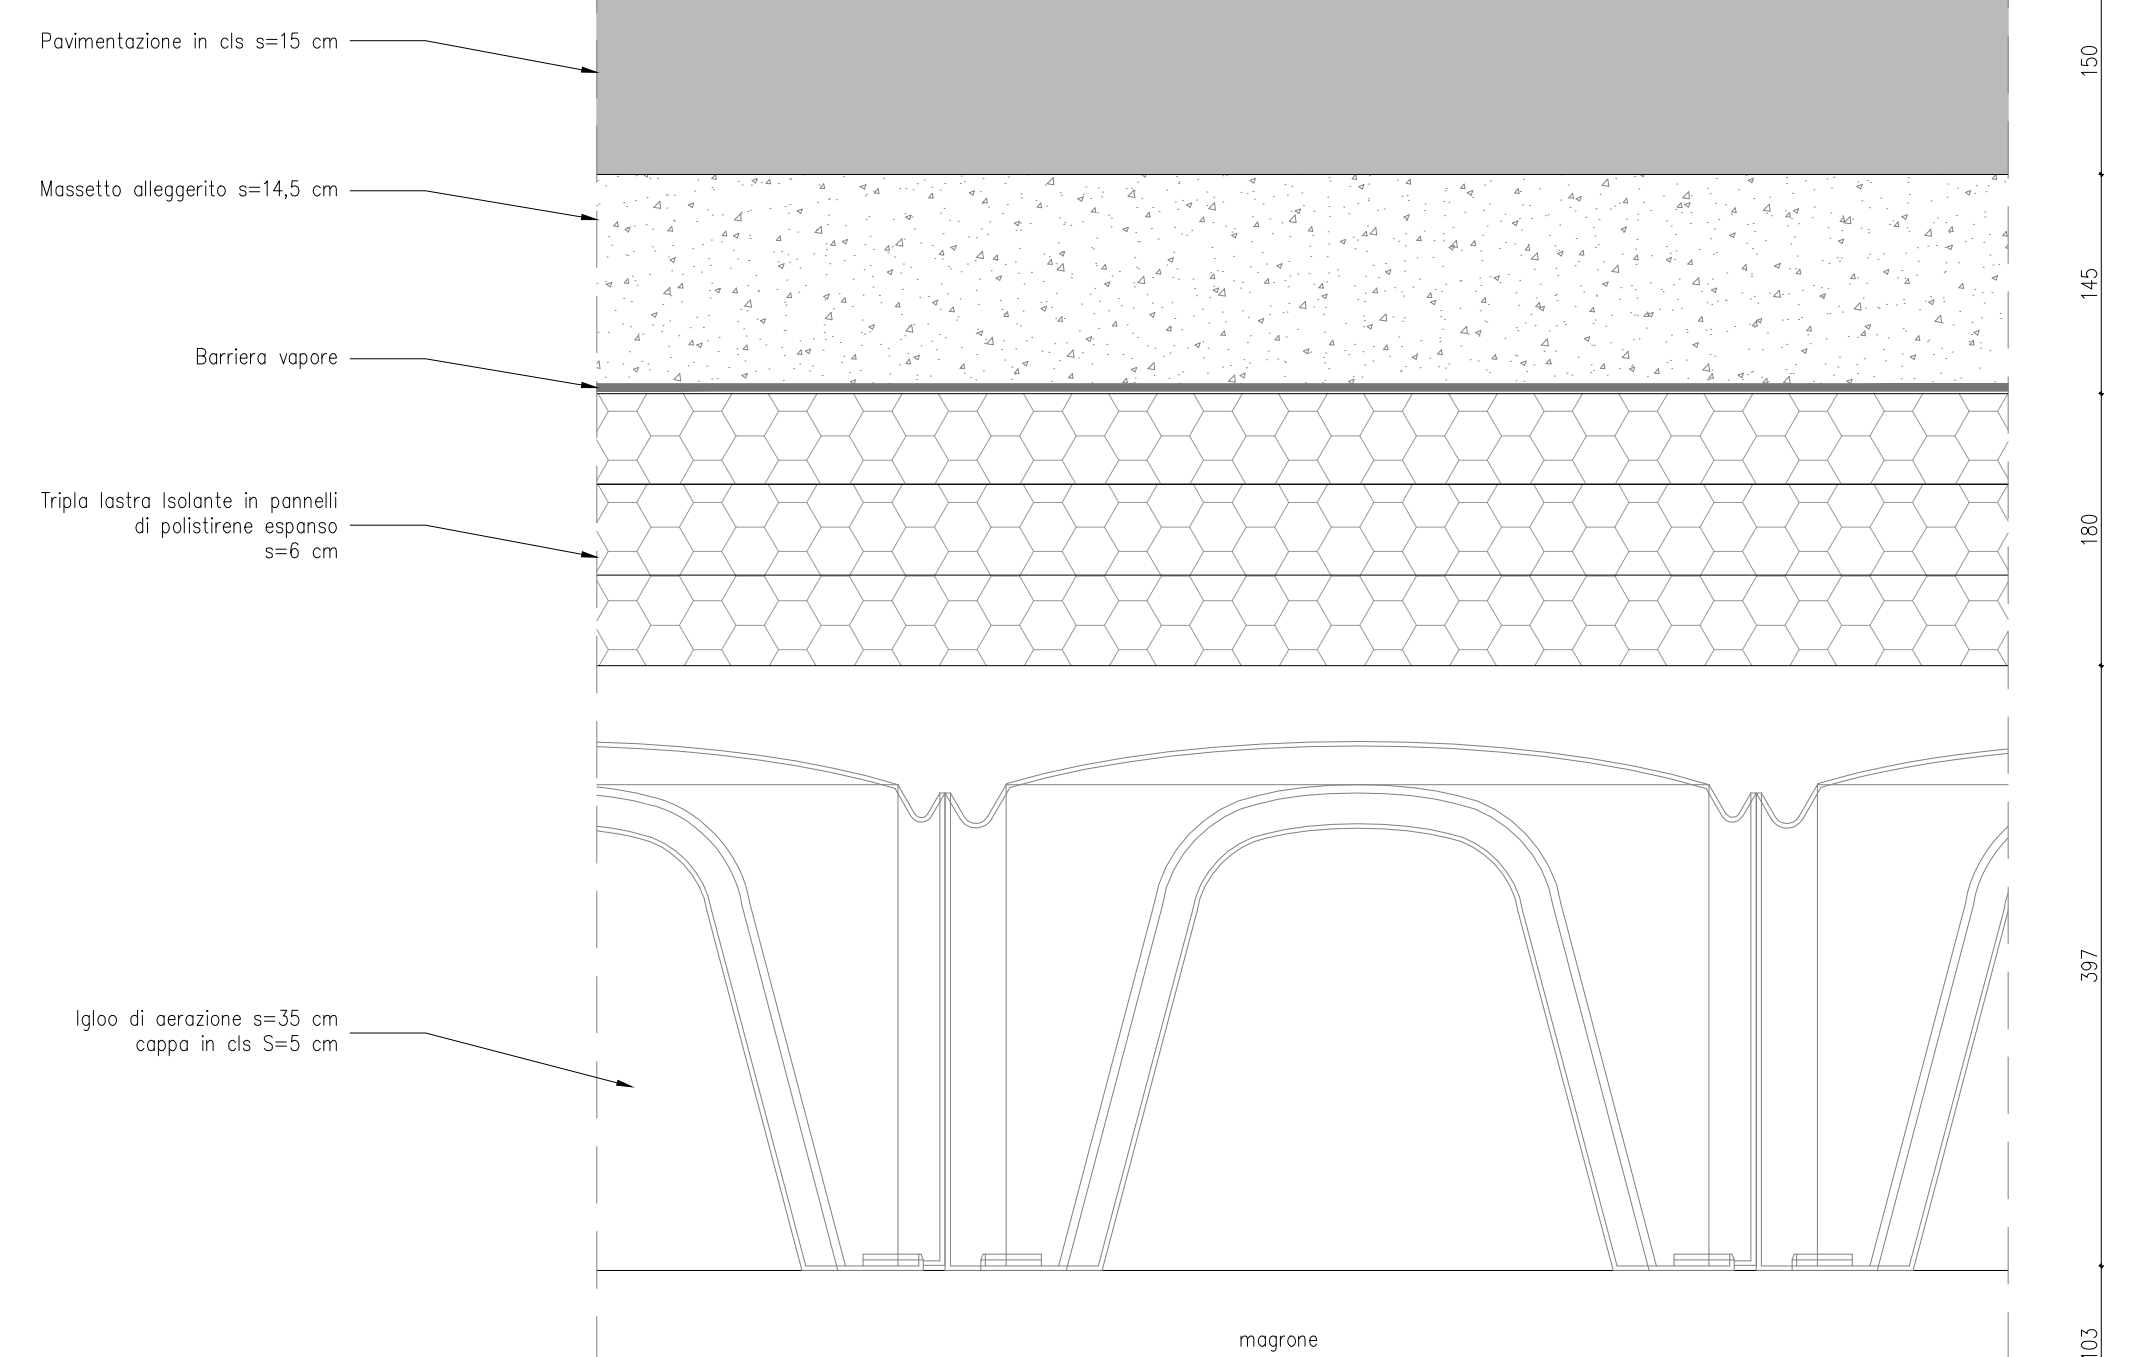 Pavimentazione in cls s=15 cm
150
Massetto alleggerito s=14,5 cm
145
Barriera vapore
Tripla lastra Isolante in pannelli
di polistirene espanso
s=6 cm
180
397
Igloo di aerazione s=35 cm
cappa in cls S=5 cm
magrone
103